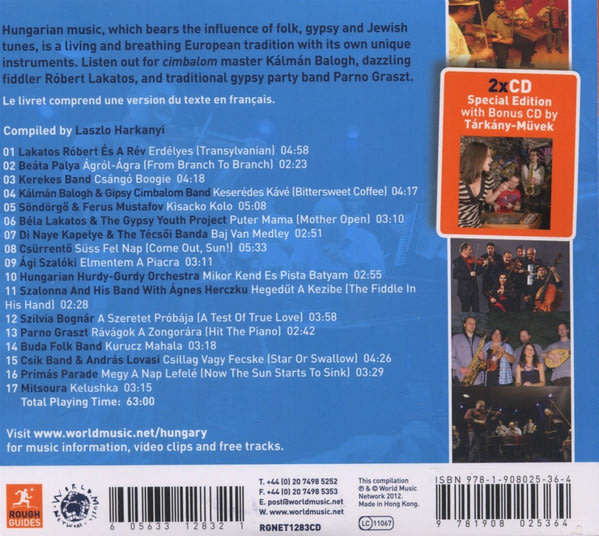 Hungarian music, which bears the influence of folk, gypsy and Jewish
tunes, is a living and breathing European tradition with its own unique
instruments. Listen out for cimbalom master Kálmán Balogh, dazzling
fiddler Róbert Lakatos, and traditional gypsy party band Parno Graszt.
Le livret comprend une version du texte en français.
Compiled by Laszlo Harkanyi
01 Lakatos Róbert És A Rév Erdélyes (Transylvanian) 04:58
02 Beáta Palya Ágról-Ágra (From Branch To Branch) 02:23
03 Kerekes Band Csángó Boogie 04:18
04 Kálmán Balogh & Gipsy Cimbalom Band Keserédes Kávé (Bittersweet Coffee) 04:17
05 Söndörgő & Ferus Mustafov Kisacko Kolo 05:08
06 Béla Lakatos & The Gypsy Youth Project Puter Mama (Mother Open) 03:10
07 Di Naye Kapelye & The Técsői Banda Baj Van Medley 02:51
08 Csürrentő Süss Fel Nap (Come Out, Sun!) 05:33
09 Ági Szalóki Elmentem A Piacra 03:11
10 Hungarian Hurdy-Gurdy Orchestra Mikor Kend Es Pista Batyam 02:55
11 Szalonna And His Band With Ágnes Herczku Hegedűt A Kezibe (The Fiddle In
His Hand) 02:28
12 Szilvia Bognár A Szeretet Próbája (A Test Of True Love) 03:58
13 Parno Graszt Rávágok A Zongorára (Hit The Piano) 02:42
14 Buda Folk Band Kurucz Mahala 03:18
15 Csík Band & András Lovasi Csillag Vagy Fecske (Star Or Swallow) 04:26
16 Prímás Parade Megy A Nap Lefelé (Now The Sun Starts To Sink) 03:29
17 Mitsoura Kelushka 03:15
Total Playing Time: 63:00
Visit www.worldmusic.net/hungary
for music information, video clips and free tracks.
2xCD
Special Edition
with Bonus CD by
Tárkány-Művek
ROUGH
GUIDES
WORLD MUSIC
NETWORK
6 05633 12832 1
T. +44 (0) 20 7498 5252
F. +44 (0) 20 7498 5353
E. post@worldmusic.net
W. www.worldmusic.net
RGNET1283CD
This compilation
℗ & © World Music
Network 2012.
Made in Hong Kong.
LC 11067
ISBN 978-1-908025-36-4
9 781908 025364